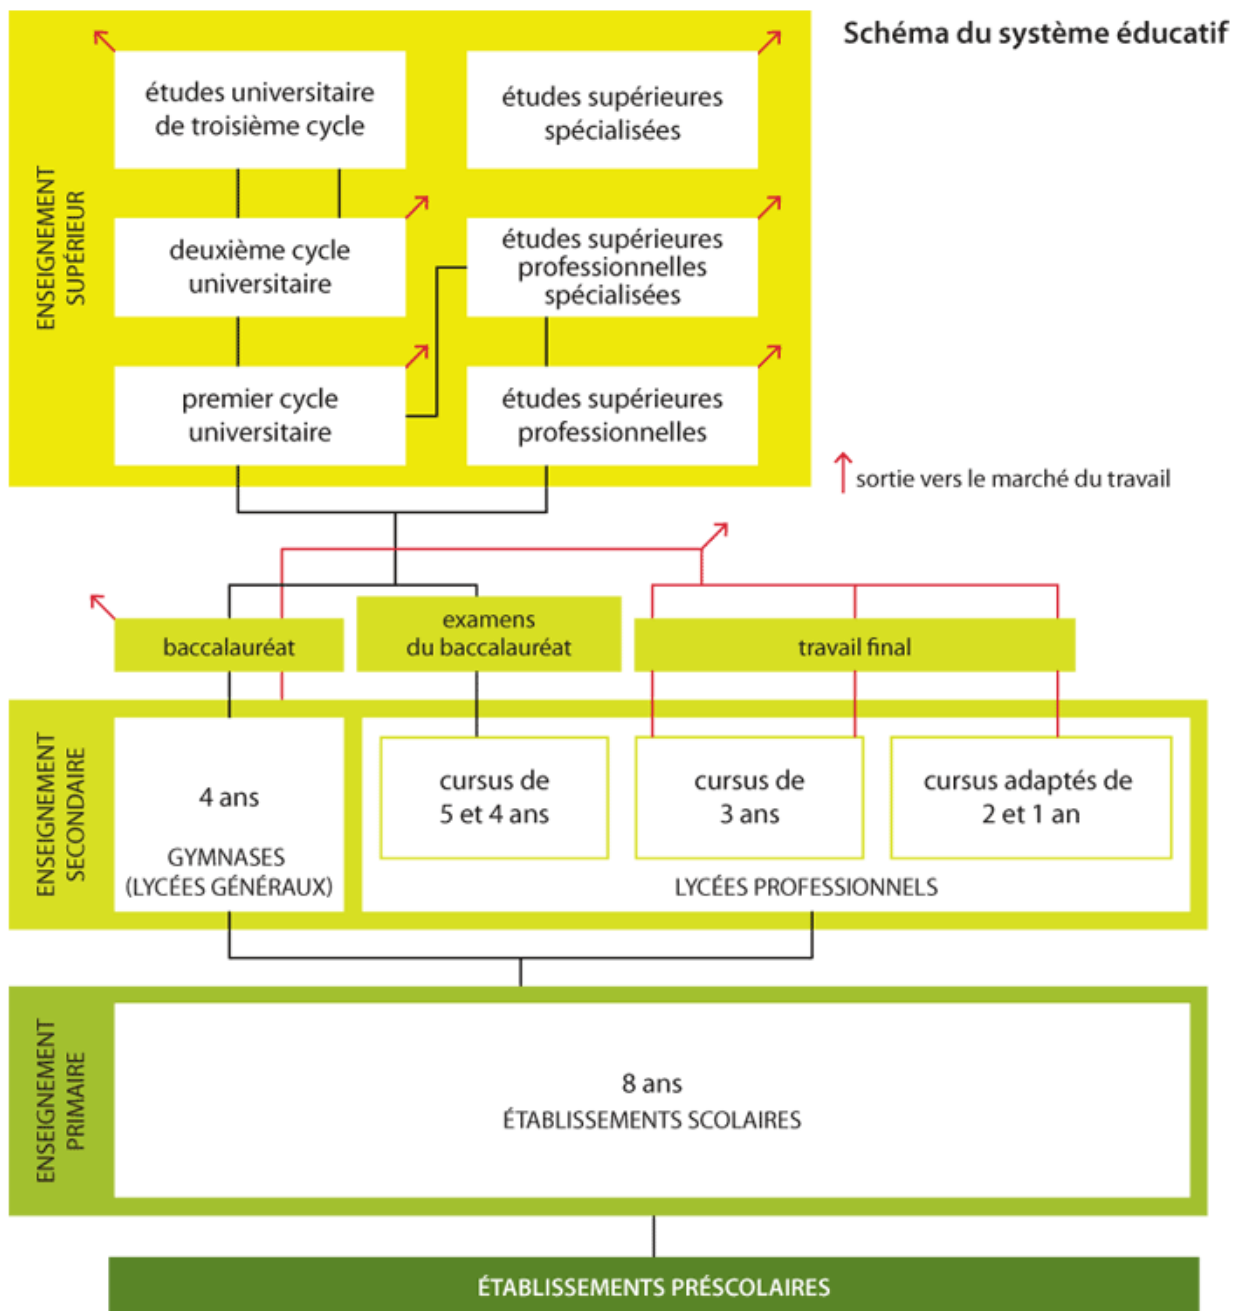 Schéma du système éducatif
ENSEIGNEMENT
SUPÉRIEUR
études universitaire
de troisième cycle
études supérieures
spécialisées
deuxième cycle
universitaire
études supérieures
professionnelles
spécialisées
premier cycle
universitaire
études supérieures
professionnelles
sortie vers le marché du travail
baccalauréat
examens
du baccalauréat
travail final
ENSEIGNEMENT
SECONDAIRE
4 ans
GYMNASES
(LYCÉES GÉNÉRAUX)
cursus de
5 et 4 ans
cursus de
3 ans
cursus adaptés de
2 et 1 an
LYCÉES PROFESSIONNELS
ENSEIGNEMENT
PRIMAIRE
8 ans
ÉTABLISSEMENTS SCOLAIRES
ÉTABLISSEMENTS PRÉSCOLAIRES